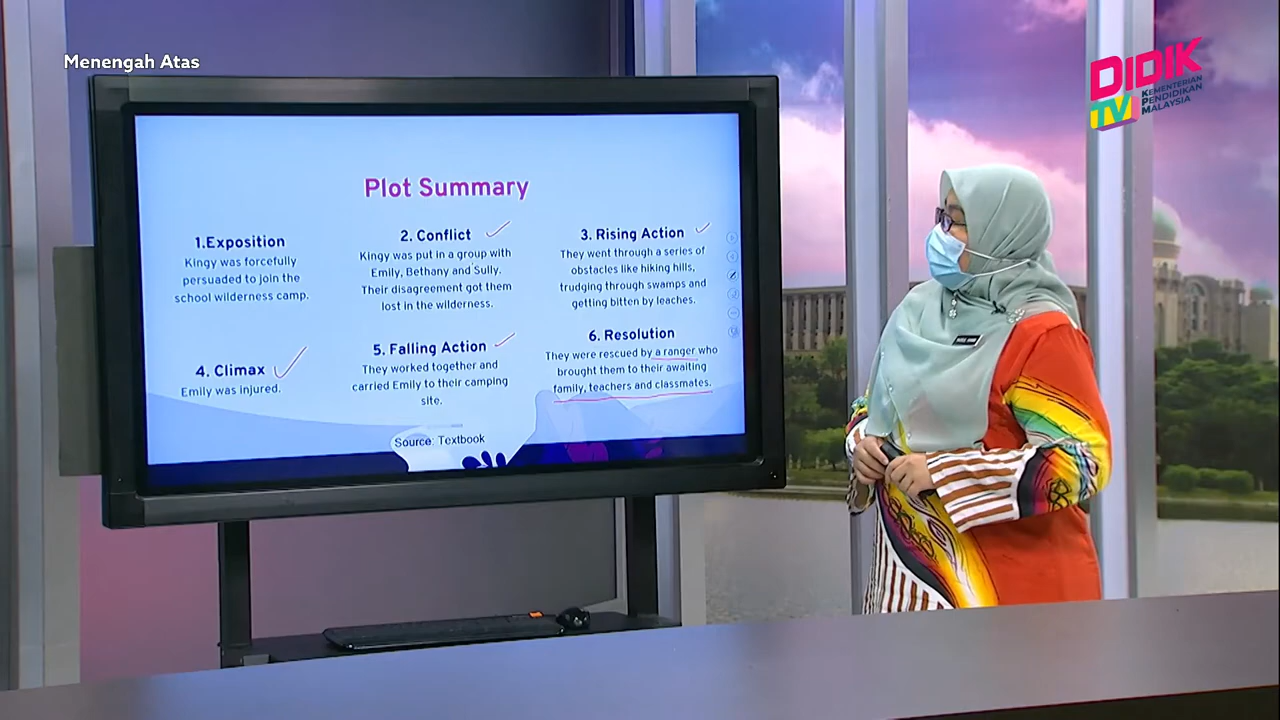 Menengah Atas
DIDIK
TV
KEMENTERIAN
PENDIDIKAN
MALAYSIA
Plot Summary
1.Exposition
Kingy was forcefully
persuaded to join the
school wilderness camp.
2. Conflict
Kingy was put in a group with
Emily, Bethany and Sully.
Their disagreement got them
lost in the wilderness.
3. Rising Action
They went through a series of
obstacles like hiking hills,
trudging through swamps and
getting bitten by leaches.
4. Climax
Emily was injured.
5. Falling Action
They worked together and
carried Emily to their camping
site.
6. Resolution
They were rescued by a ranger who
brought them to their awaiting
family, teachers and classmates.
Source: Textbook